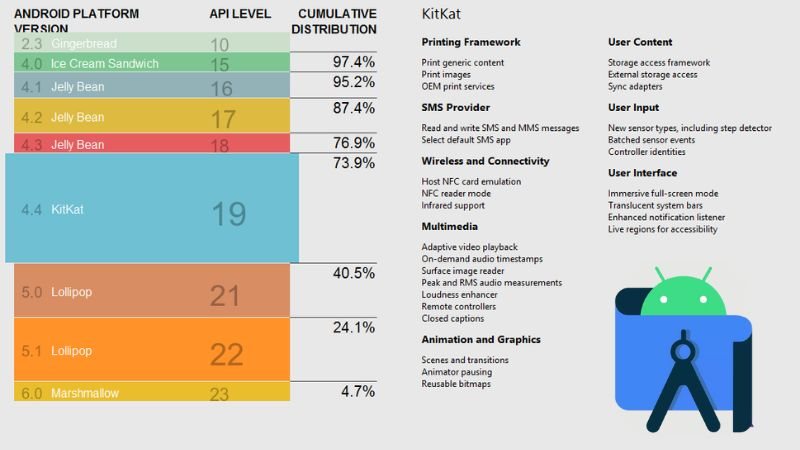 ANDROID PLATFORM VERSION API LEVEL CUMULATIVE DISTRIBUTION
2.3 Gingerbread 10
4.0 Ice Cream Sandwich 15 97.4%
4.1 Jelly Bean 16 95.2%
4.2 Jelly Bean 17 87.4%
4.3 Jelly Bean 18 76.9%
73.9%
4.4 KitKat 19
5.0 Lollipop 21 40.5%
5.1 Lollipop 22 24.1%
6.0 Marshmallow 23 4.7%
KitKat
Printing Framework
Print generic content
Print images
OEM print services
SMS Provider
Read and write SMS and MMS messages
Select default SMS app
Wireless and Connectivity
Host NFC card emulation
NFC reader mode
Infrared support
Multimedia
Adaptive video playback
On-demand audio timestamps
Surface image reader
Peak and RMS audio measurements
Loudness enhancer
Remote controllers
Closed captions
Animation and Graphics
Scenes and transitions
Animator pausing
Reusable bitmaps
User Content
Storage access framework
External storage access
Sync adapters
User Input
New sensor types, including step detector
Batched sensor events
Controller identities
User Interface
Immersive full-screen mode
Translucent system bars
Enhanced notification listener
Live regions for accessibility